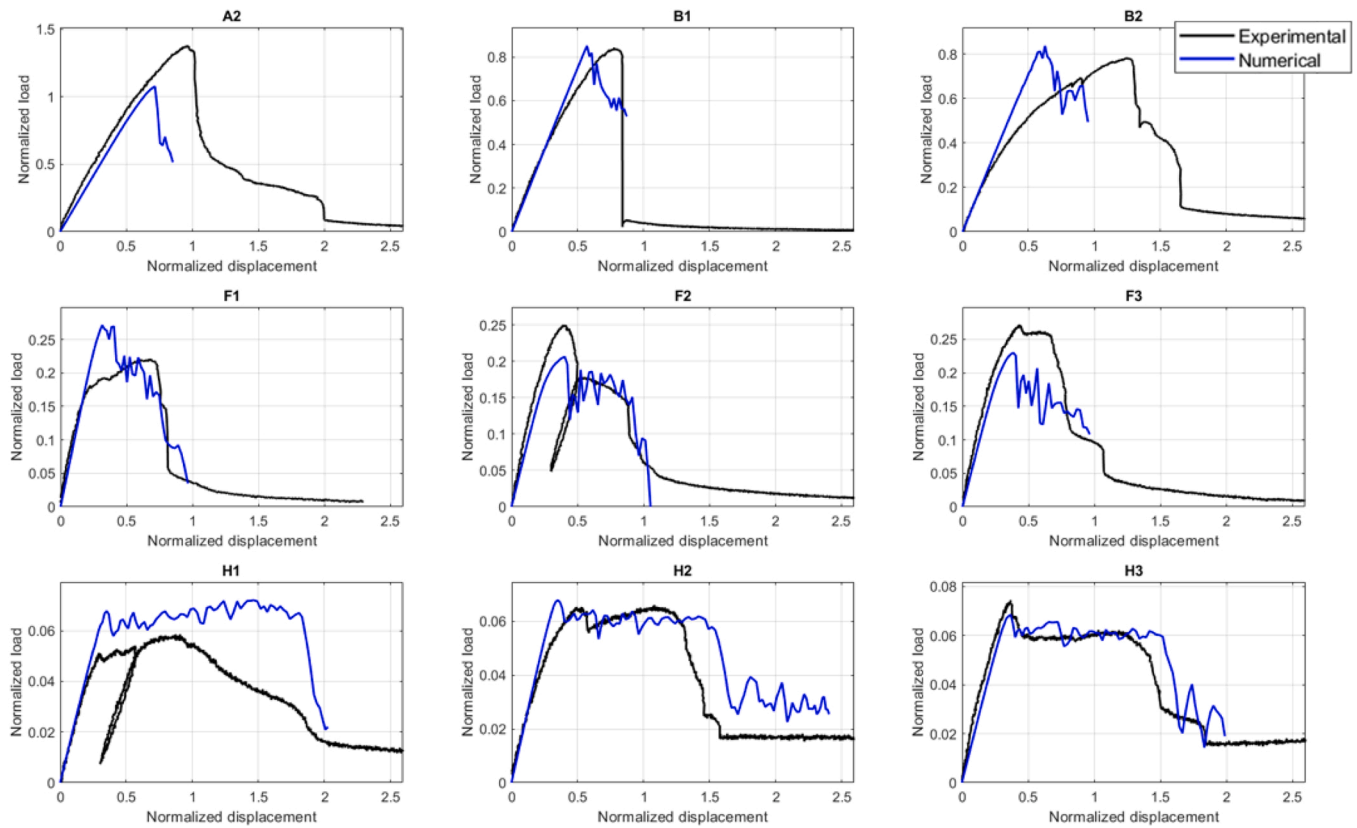 A2
1.5
1
0.5
0
Normalized load
0 0.5 1 1.5 2 2.5
Normalized displacement
B1
0.8
0.6
0.4
0.2
0
Normalized load
0 0.5 1 1.5 2 2.5
Normalized displacement
B2
0.8
0.6
0.4
0.2
0
Normalized load
0 0.5 1 1.5 2 2.5
Normalized displacement
Experimental
Numerical
F1
0.25
0.2
0.15
0.1
0.05
0
Normalized load
0 0.5 1 1.5 2 2.5
Normalized displacement
F2
0.25
0.2
0.15
0.1
0.05
0
Normalized load
0 0.5 1 1.5 2 2.5
Normalized displacement
F3
0.25
0.2
0.15
0.1
0.05
0
Normalized load
0 0.5 1 1.5 2 2.5
Normalized displacement
H1
0.06
0.04
0.02
0
Normalized load
0 0.5 1 1.5 2 2.5
Normalized displacement
H2
0.06
0.04
0.02
0
Normalized load
0 0.5 1 1.5 2 2.5
Normalized displacement
H3
0.08
0.06
0.04
0.02
0
Normalized load
0 0.5 1 1.5 2 2.5
Normalized displacement